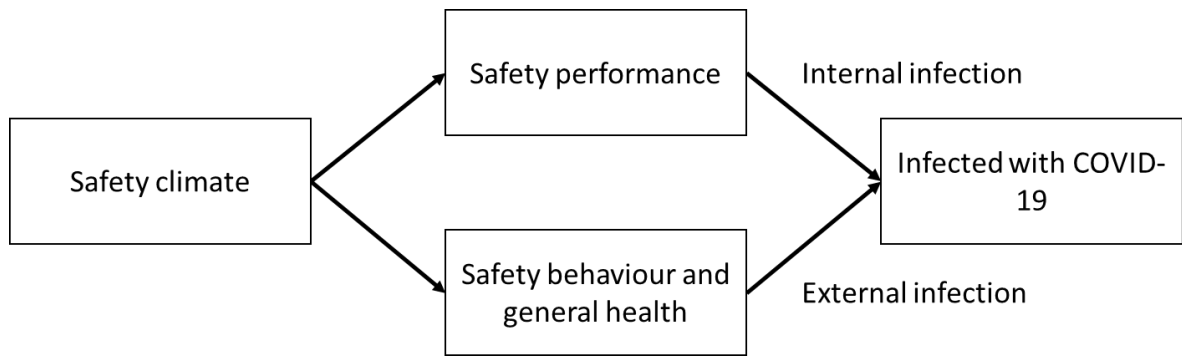 Safety performance
Internal infection
Safety climate
Infected with COVID-
19
Safety behaviour and
general health
External infection